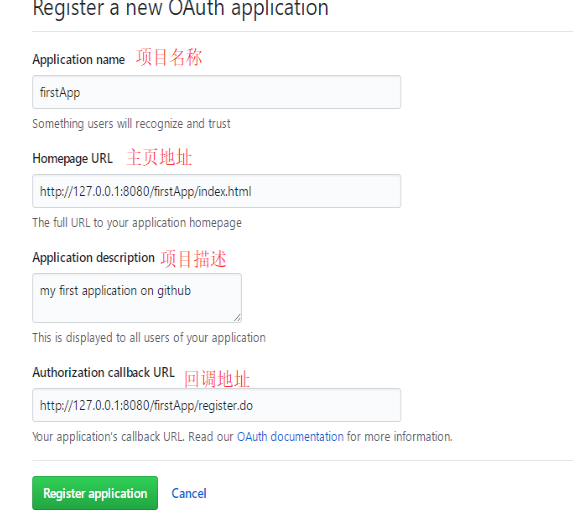 Register a new OAuth application
Application name 项目名称
firstApp
Something users will recognize and trust
Homepage URL 主页地址
http://127.0.0.1:8080/firstApp/index.html
The full URL to your application homepage
Application description 项目描述
my first application on github
This is displayed to all users of your application
Authorization callback URL 回调地址
http://127.0.0.1:8080/firstApp/register.do
Your application's callback URL. Read our OAuth documentation for more information.
Register application Cancel